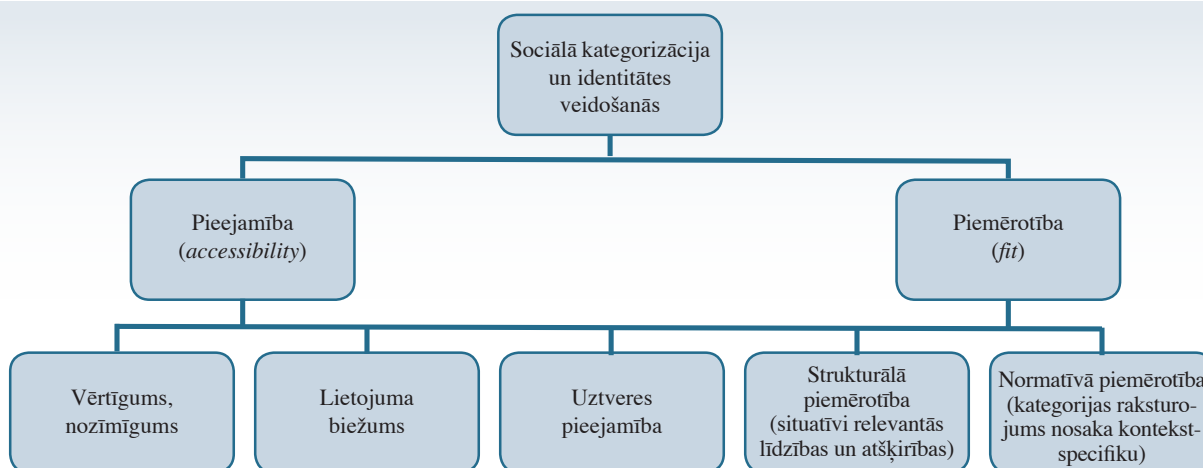 Sociālā kategorizācija
un identitātes
veidošanās
Pieejamība
(accessibility)
Piemērotība
(fit)
Vērtīgums,
nozīmīgums
Lietojuma
biežums
Uztveres
pieejamība
Strukturālā
piemērotība
(situatīvi relevantās
līdzības un atšķirības)
Normatīvā piemērotība
(kategorijas raksturo-
jums nosaka kontekst-
specifiku)